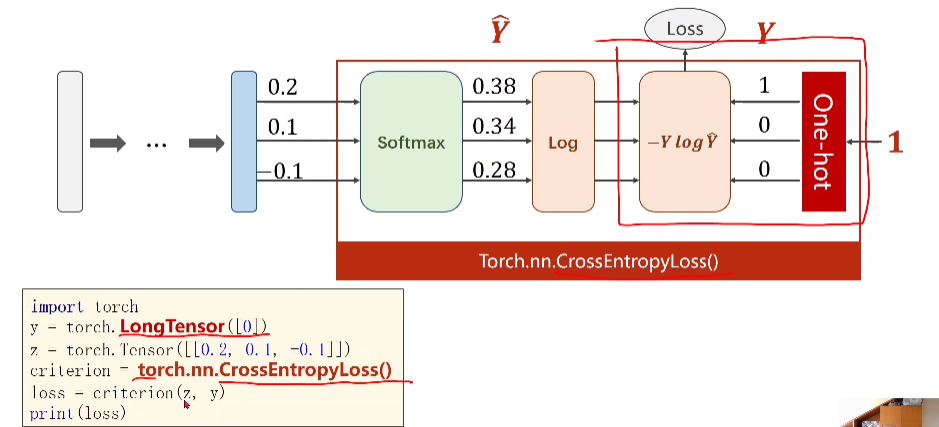 Ŷ
Loss
Y
0.2
0.1
−0.1
Softmax
0.38
0.34
0.28
Log
−Y log Ŷ
1
0
0
One-hot
1
...
Torch.nn.CrossEntropyLoss()
import torch
y = torch.LongTensor([0])
z = torch.Tensor([[0.2, 0.1, -0.1]])
criterion = torch.nn.CrossEntropyLoss()
loss = criterion(z, y)
print(loss)